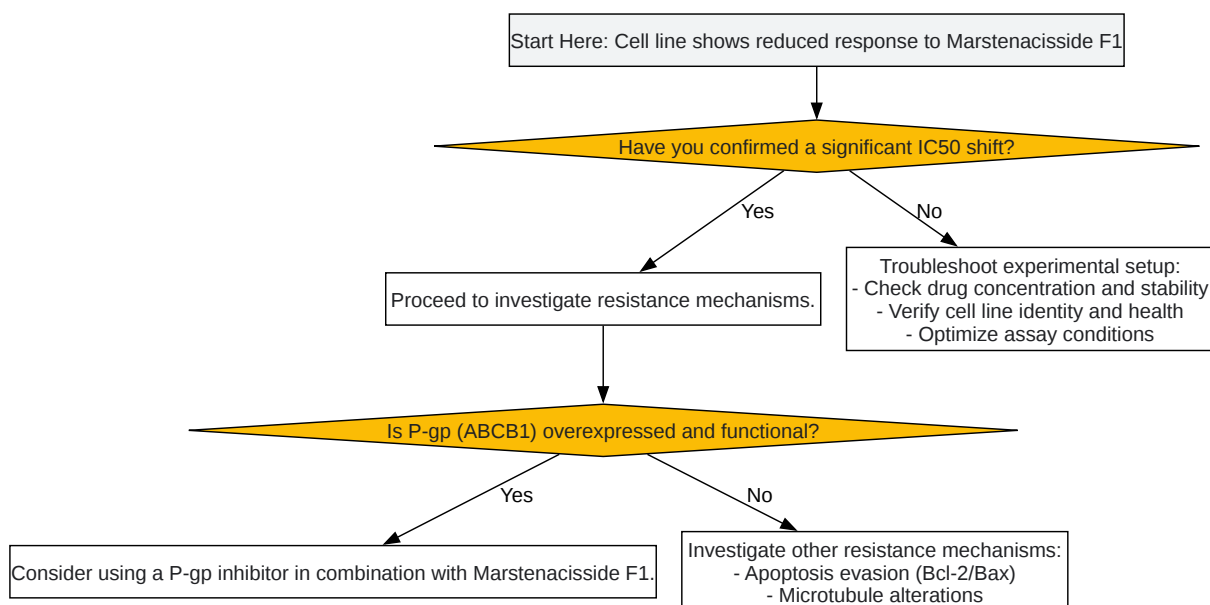 Start Here: Cell line shows reduced response to Marstenacisside F1
Have you confirmed a significant IC50 shift?
Yes
No
Proceed to investigate resistance mechanisms.
Troubleshoot experimental setup:
- Check drug concentration and stability
- Verify cell line identity and health
- Optimize assay conditions
Is P-gp (ABCB1) overexpressed and functional?
Yes
No
Consider using a P-gp inhibitor in combination with Marstenacisside F1.
Investigate other resistance mechanisms:
- Apoptosis evasion (Bcl-2/Bax)
- Microtubule alterations